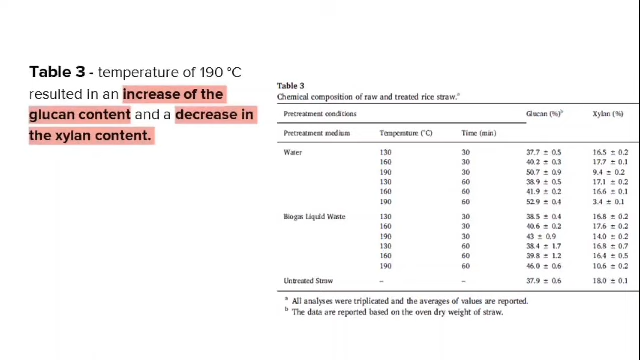 Table 3 - temperature of 190 °C
resulted in an increase of the
glucan content and a decrease in
the xylan content.
Table 3
Chemical composition of raw and treated rice straw.ᵃ
Pretreatment conditions Glucan (%)ᵇ Xylan (%)
Pretreatment medium Temperature (°C) Time (min)
Water 130 30 37.7 ± 0.5 16.5 ± 0.2
160 30 40.2 ± 0.3 17.7 ± 0.1
190 30 50.7 ± 0.9 9.4 ± 0.2
130 60 38.9 ± 0.5 17.1 ± 0.2
160 60 41.9 ± 0.2 16.6 ± 0.1
190 60 52.9 ± 0.4 3.4 ± 0.1
Biogas Liquid Waste 130 30 38.5 ± 0.4 16.8 ± 0.2
160 30 40.6 ± 0.2 17.6 ± 0.2
190 30 43 ± 0.9 14.0 ± 0.2
130 60 38.4 ± 1.7 16.8 ± 0.7
160 60 39.8 ± 1.2 16.4 ± 0.5
190 60 46.0 ± 0.6 10.6 ± 0.2
Untreated Straw – – 37.9 ± 0.6 18.0 ± 0.1
ᵃ All analyses were triplicated and the averages of values are reported.
ᵇ The data are reported based on the oven dry weight of straw.